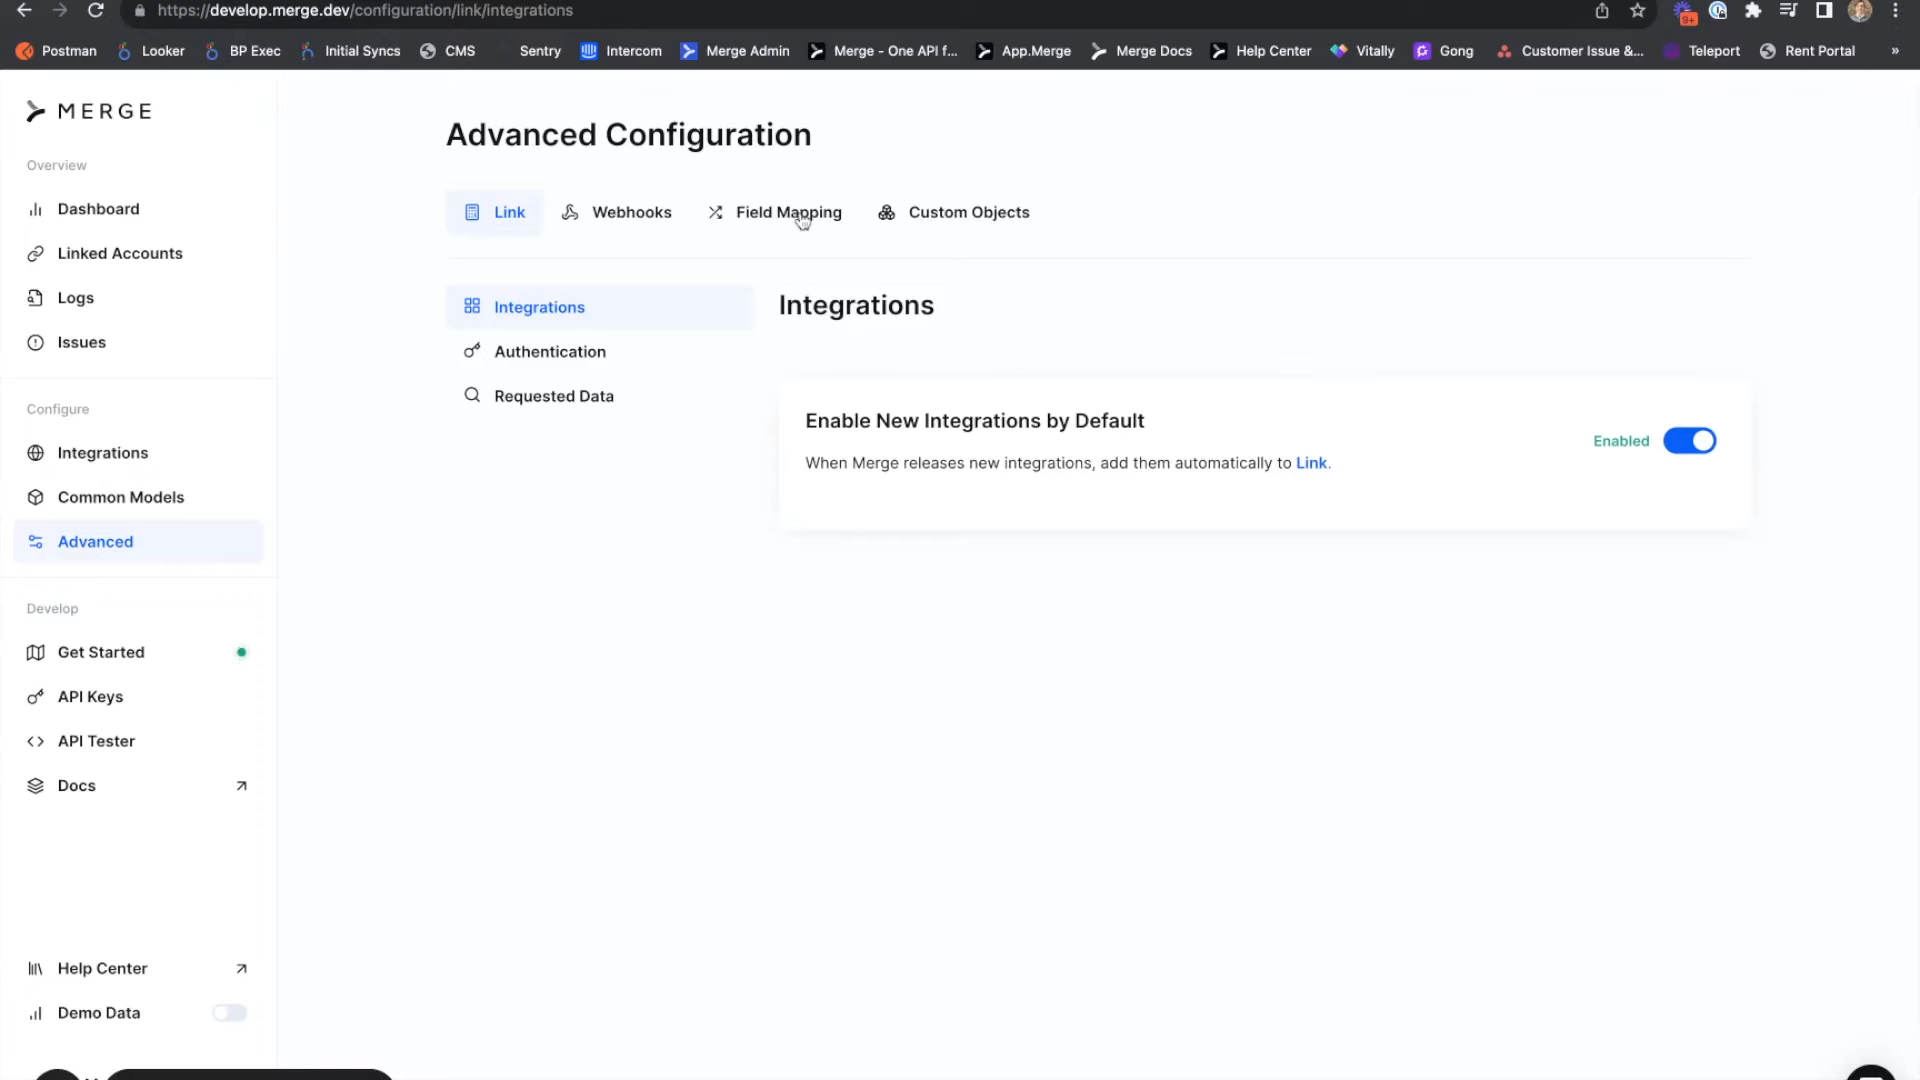 https://develop.merge.dev/configuration/link/integrations
9+
Postman Looker BP Exec Initial Syncs CMS Sentry Intercom Merge Admin Merge - One API f... App.Merge Merge Docs Help Center Vitally Gong Customer Issue &... Teleport Rent Portal »
MERGE
Overview
Dashboard
Linked Accounts
Logs
Issues
Configure
Integrations
Common Models
Advanced
Develop
Get Started
API Keys
API Tester
Docs
Help Center
Demo Data
Advanced Configuration
Link Webhooks Field Mapping Custom Objects
Integrations
Authentication
Requested Data
Integrations
Enable New Integrations by Default
When Merge releases new integrations, add them automatically to Link.
Enabled